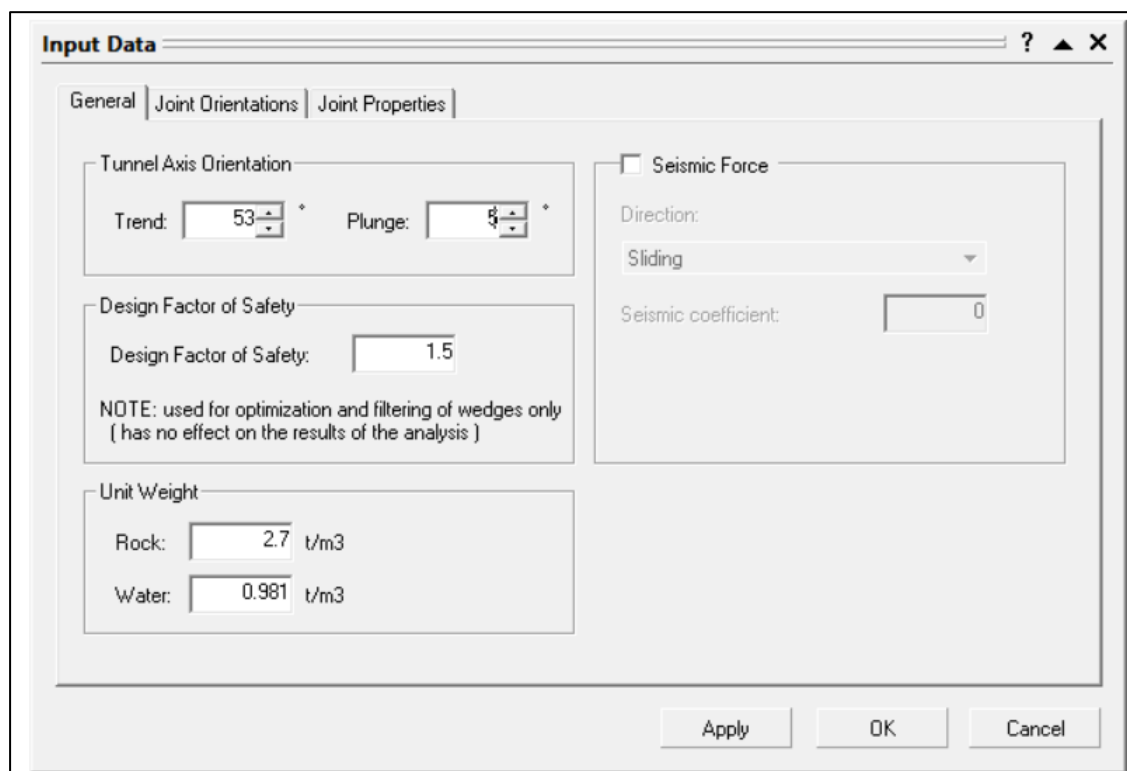 Input Data ? ▲ ✕
General Joint Orientations Joint Properties
Tunnel Axis Orientation
Trend: 53 ° Plunge: 5 °
Design Factor of Safety
Design Factor of Safety: 1.5
NOTE: used for optimization and filtering of wedges only
( has no effect on the results of the analysis )
Unit Weight
Rock: 2.7 t/m3
Water: 0.981 t/m3
Seismic Force
Direction:
Sliding
Seismic coefficient: 0
Apply OK Cancel